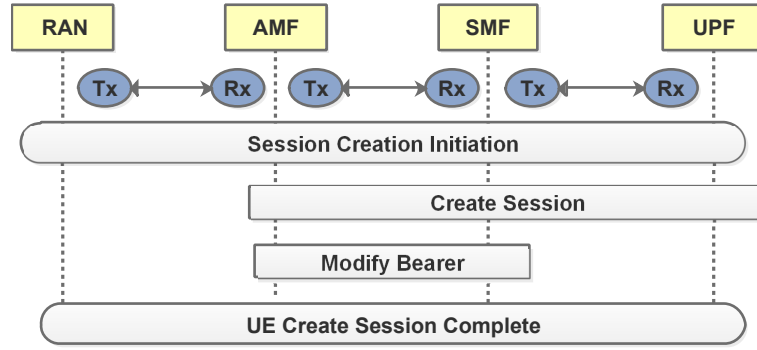 RAN AMF SMF UPF
Tx Rx Tx Rx Tx Rx
Session Creation Initiation
Create Session
Modify Bearer
UE Create Session Complete